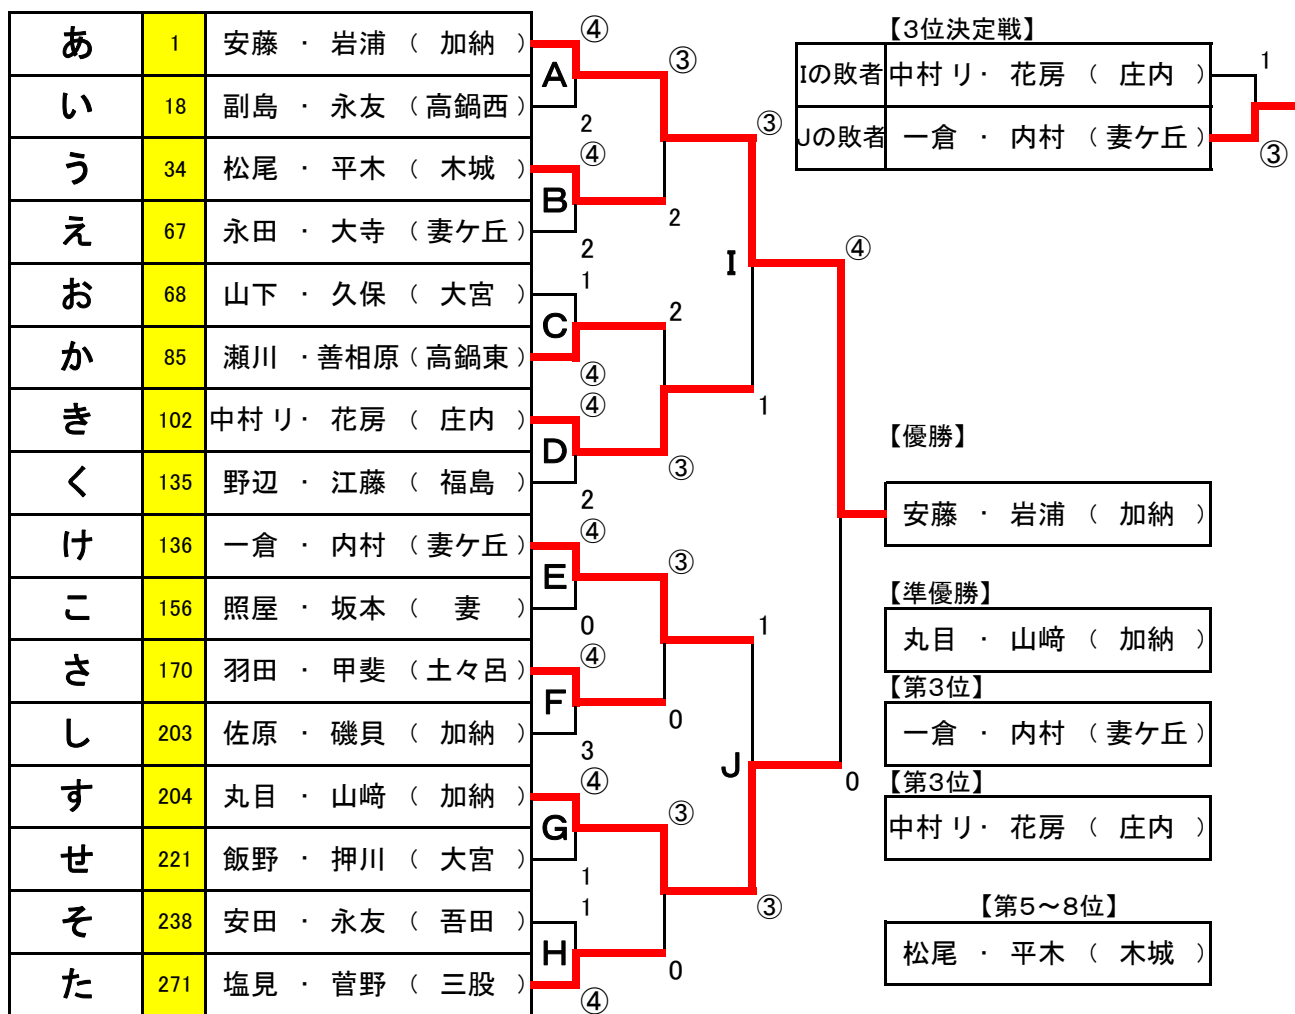 あ 1 安藤 ・ 岩浦 （ 加納 ）
い 18 副島 ・ 永友 （高鍋西）
う 34 松尾 ・ 平木 （ 木城 ）
え 67 永田 ・ 大寺 （妻ケ丘）
お 68 山下 ・ 久保 （ 大宮 ）
か 85 瀬川 ・善相原（高鍋東）
き 102 中村リ・ 花房 （ 庄内 ）
く 135 野辺 ・ 江藤 （ 福島 ）
け 136 一倉 ・ 内村 （妻ケ丘）
こ 156 照屋 ・ 坂本 （ 妻 ）
さ 170 羽田 ・ 甲斐 （土々呂）
し 203 佐原 ・ 磯貝 （ 加納 ）
す 204 丸目 ・ 山﨑 （ 加納 ）
せ 221 飯野 ・ 押川 （ 大宮 ）
そ 238 安田 ・ 永友 （ 吾田 ）
た 271 塩見 ・ 菅野 （ 三股 ）
④
A
2
④
B
2
1
C
④
④
D
2
④
E
0
④
F
3
④
G
1
1
H
④
③
2
2
③
③
0
③
0
③
I
1
1
J
③
④
0
【3位決定戦】
Iの敗者 中村リ・ 花房 （ 庄内 ） 1
Jの敗者 一倉 ・ 内村 （妻ケ丘） ③
【優勝】
安藤 ・ 岩浦 （ 加納 ）
【準優勝】
丸目 ・ 山﨑 （ 加納 ）
【第3位】
一倉 ・ 内村 （妻ケ丘）
【第3位】
中村リ・ 花房 （ 庄内 ）
【第5～8位】
松尾 ・ 平木 （ 木城 ）